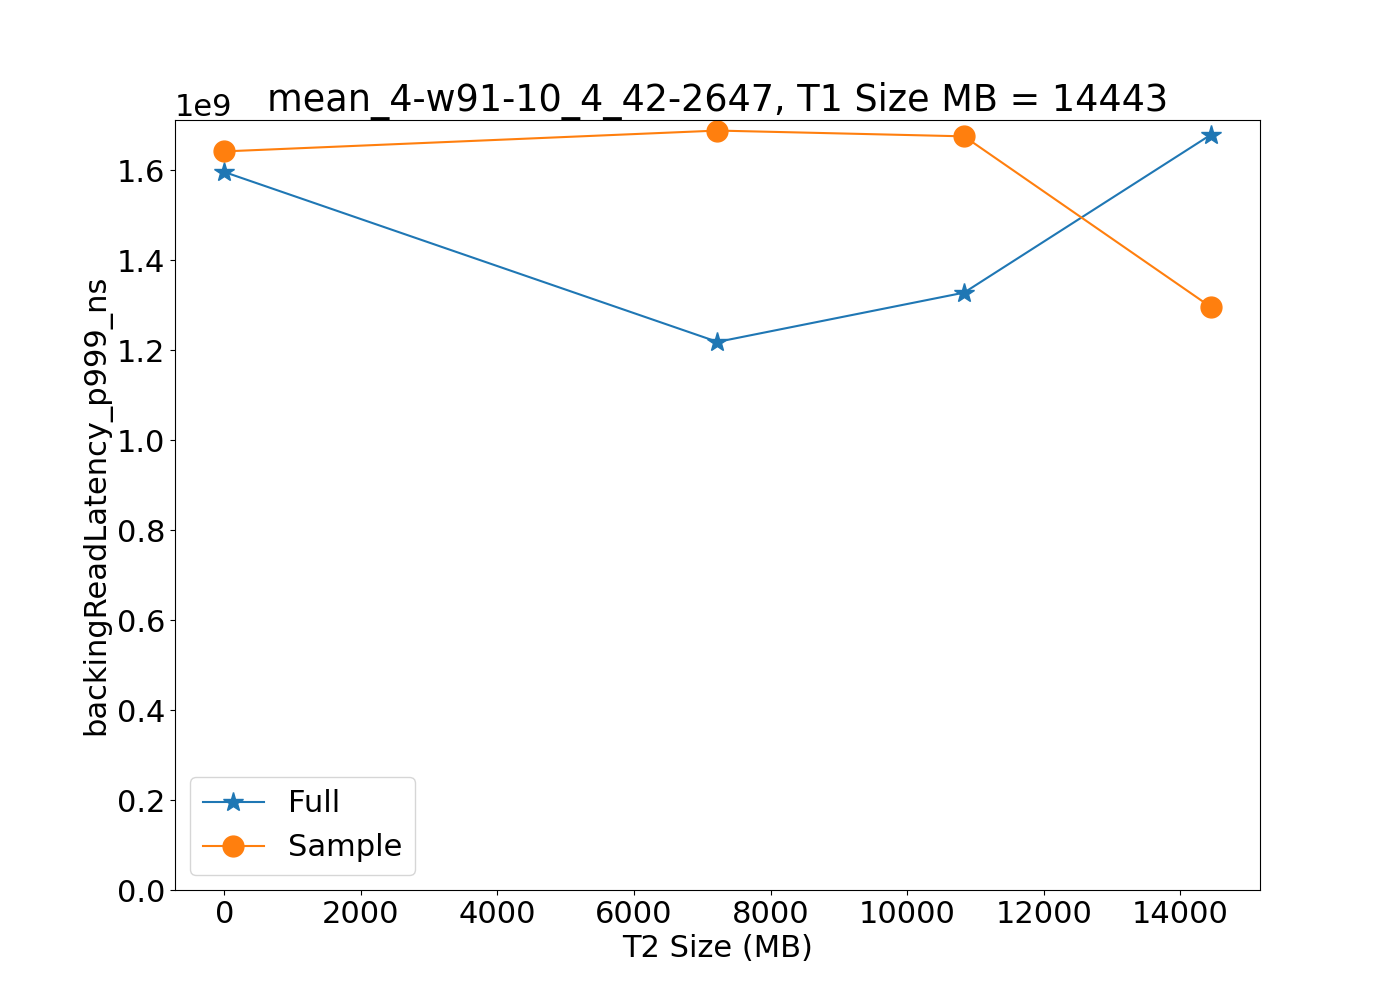 mean_4-w91-10_4_42-2647, T1 Size MB = 14443
1e9
backingReadLatency_p999_ns
1.6
1.4
1.2
1.0
0.8
0.6
0.4
0.2
0.0
Full
Sample
0 2000 4000 6000 8000 10000 12000 14000
T2 Size (MB)